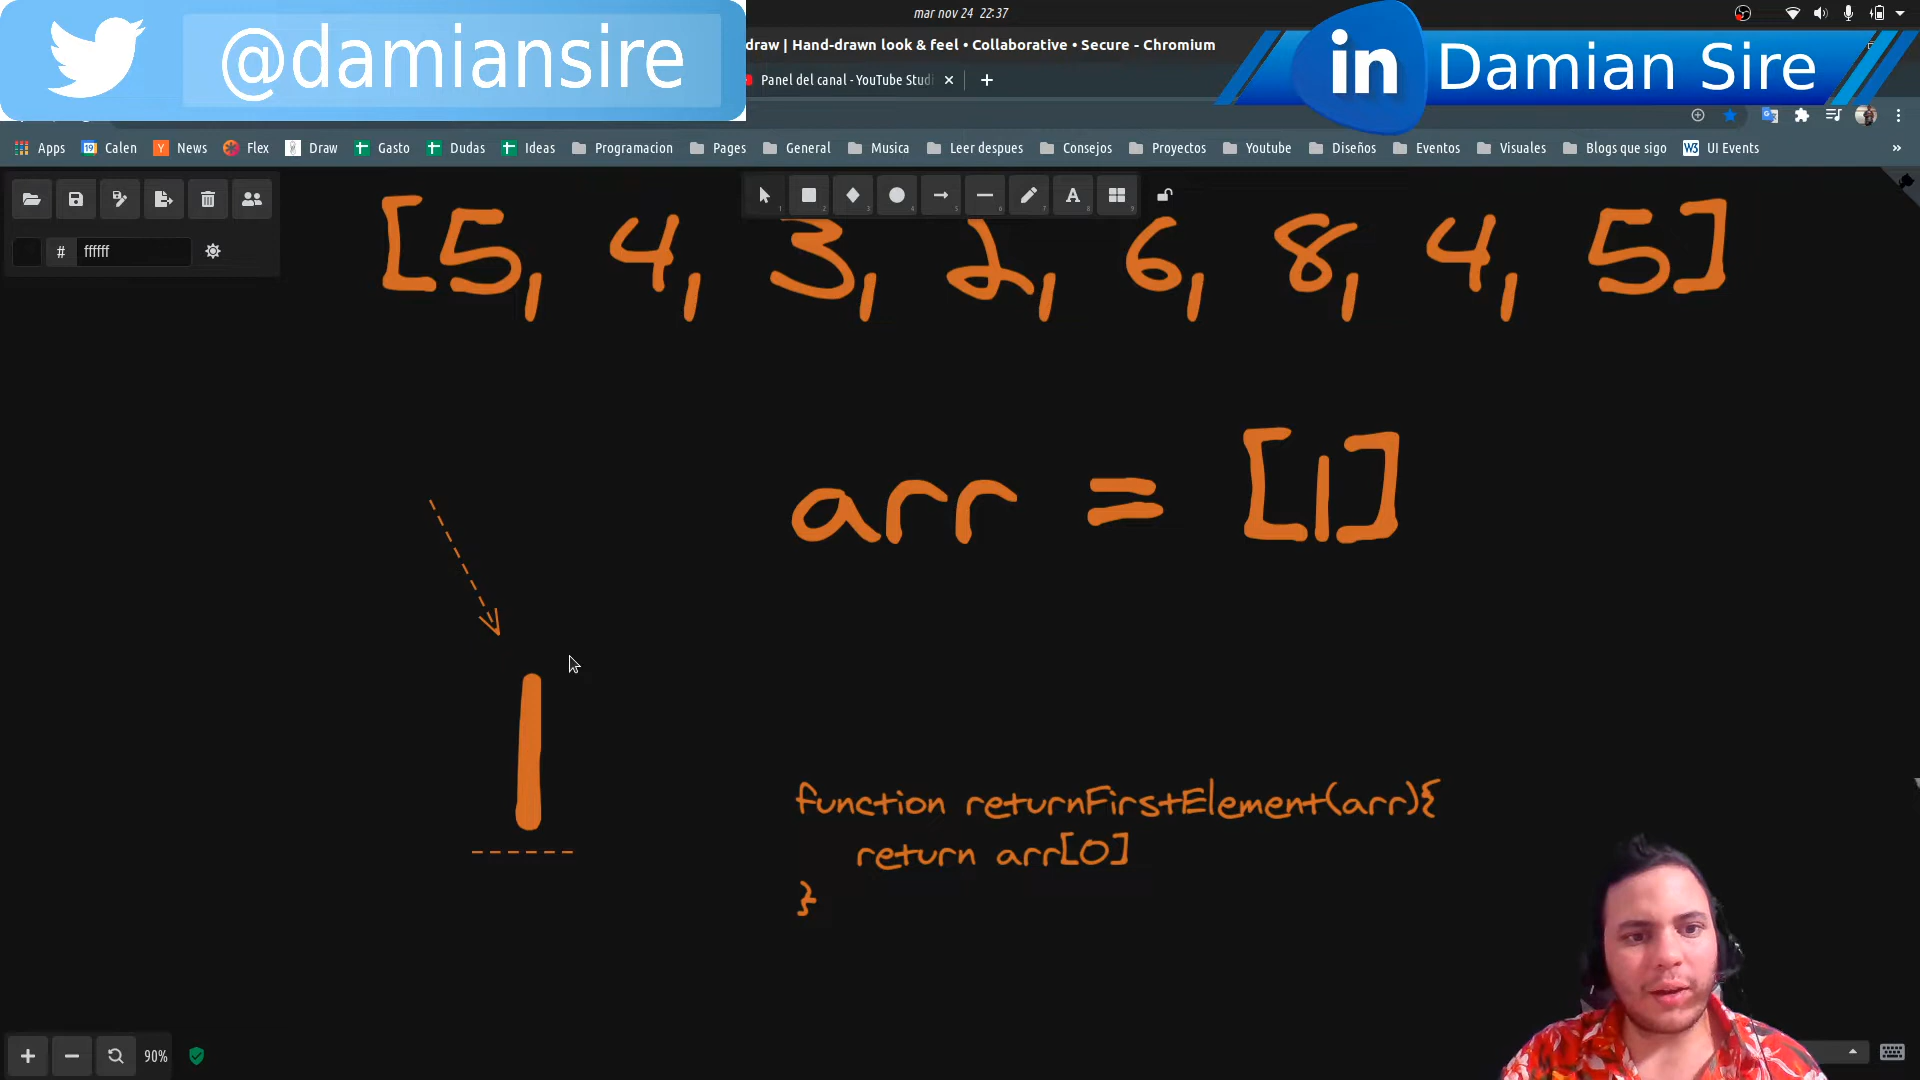 @damiansire
mar nov 24 22:37
draw | Hand-drawn look & feel • Collaborative • Secure - Chromium
in Damian Sire
Panel del canal - YouTube Studi
Apps Calen News Flex Draw Gasto Dudas Ideas Programacion Pages General Musica Leer despues Consejos Proyectos Youtube Diseños Eventos Visuales Blogs que sigo W3 UI Events »
A
# ffffff
[5, 4, 3, 2, 6, 8, 4, 5]
arr = [1]
1
function returnFirstElement(arr){
return arr[0]
}
90%